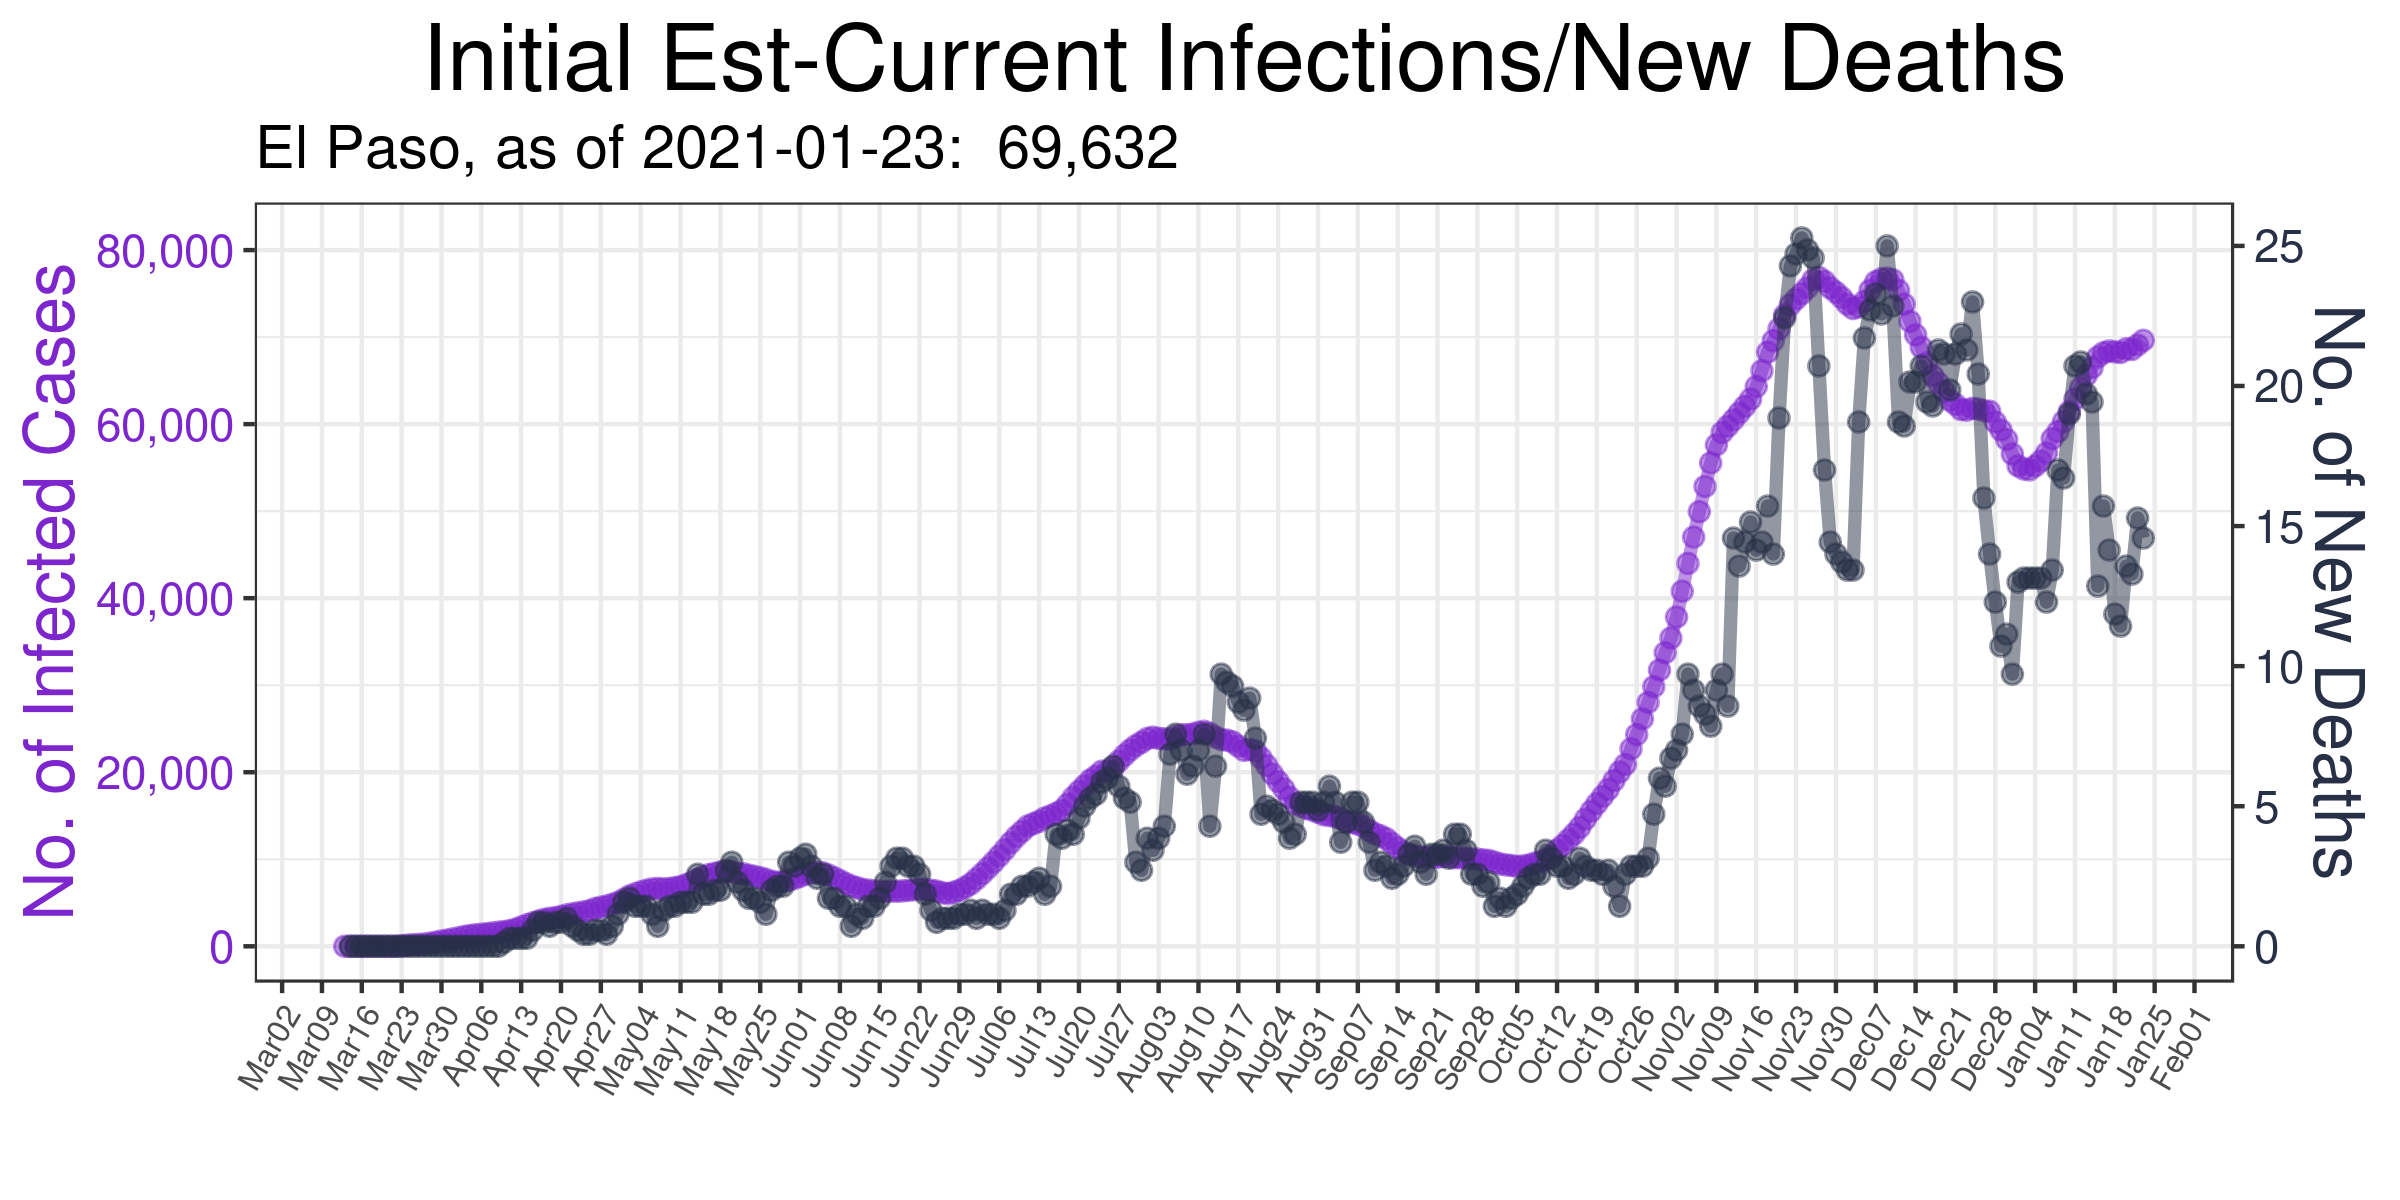 Initial Est-Current Infections/New Deaths
El Paso, as of 2021-01-23:  69,632
No. of Infected Cases
80,000
60,000
40,000
20,000
0
No. of New Deaths
25
20
15
10
5
0
Mar02
Mar09
Mar16
Mar23
Mar30
Apr06
Apr13
Apr20
Apr27
May04
May11
May18
May25
Jun01
Jun08
Jun15
Jun22
Jun29
Jul06
Jul13
Jul20
Jul27
Aug03
Aug10
Aug17
Aug24
Aug31
Sep07
Sep14
Sep21
Sep28
Oct05
Oct12
Oct19
Oct26
Nov02
Nov09
Nov16
Nov23
Nov30
Dec07
Dec14
Dec21
Dec28
Jan04
Jan11
Jan18
Jan25
Feb01